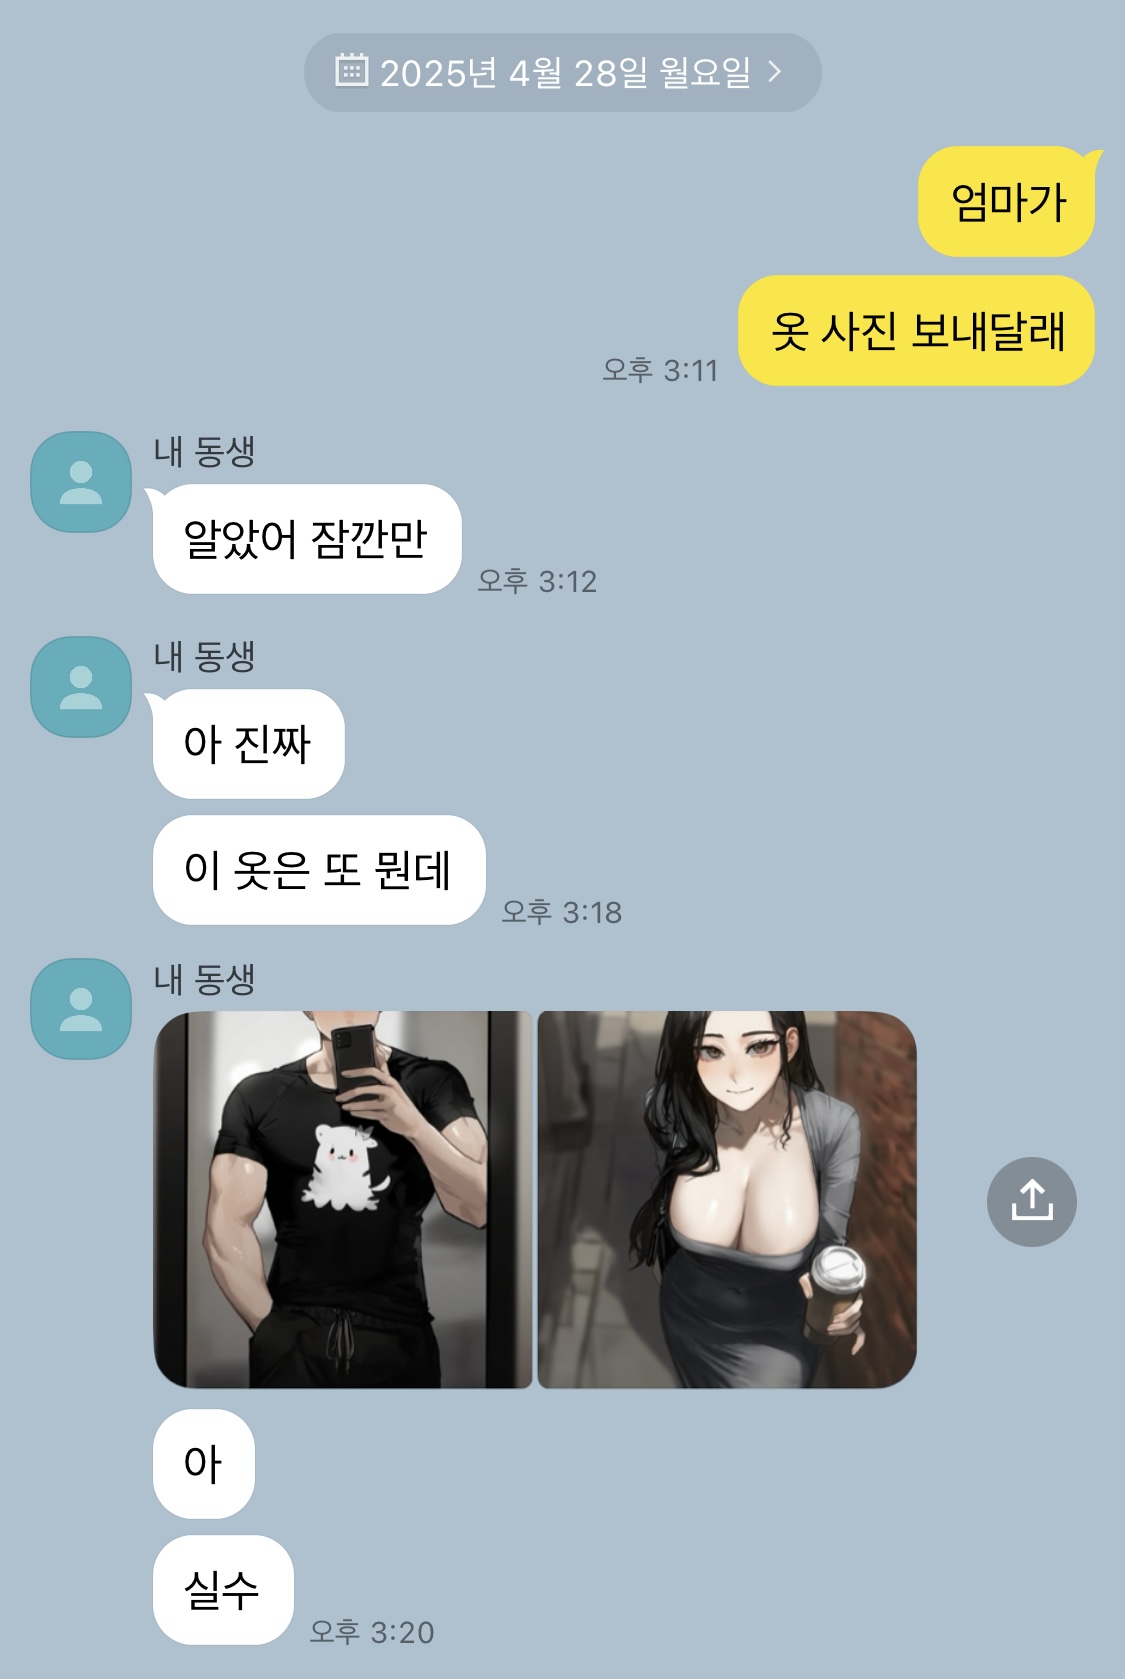 2025년 4월 28일 월요일
엄마가
옷 사진 보내달래
오후 3:11
내 동생
알았어 잠깐만
오후 3:12
내 동생
아 진짜
이 옷은 또 뭔데
오후 3:18
내 동생
아
실수
오후 3:20